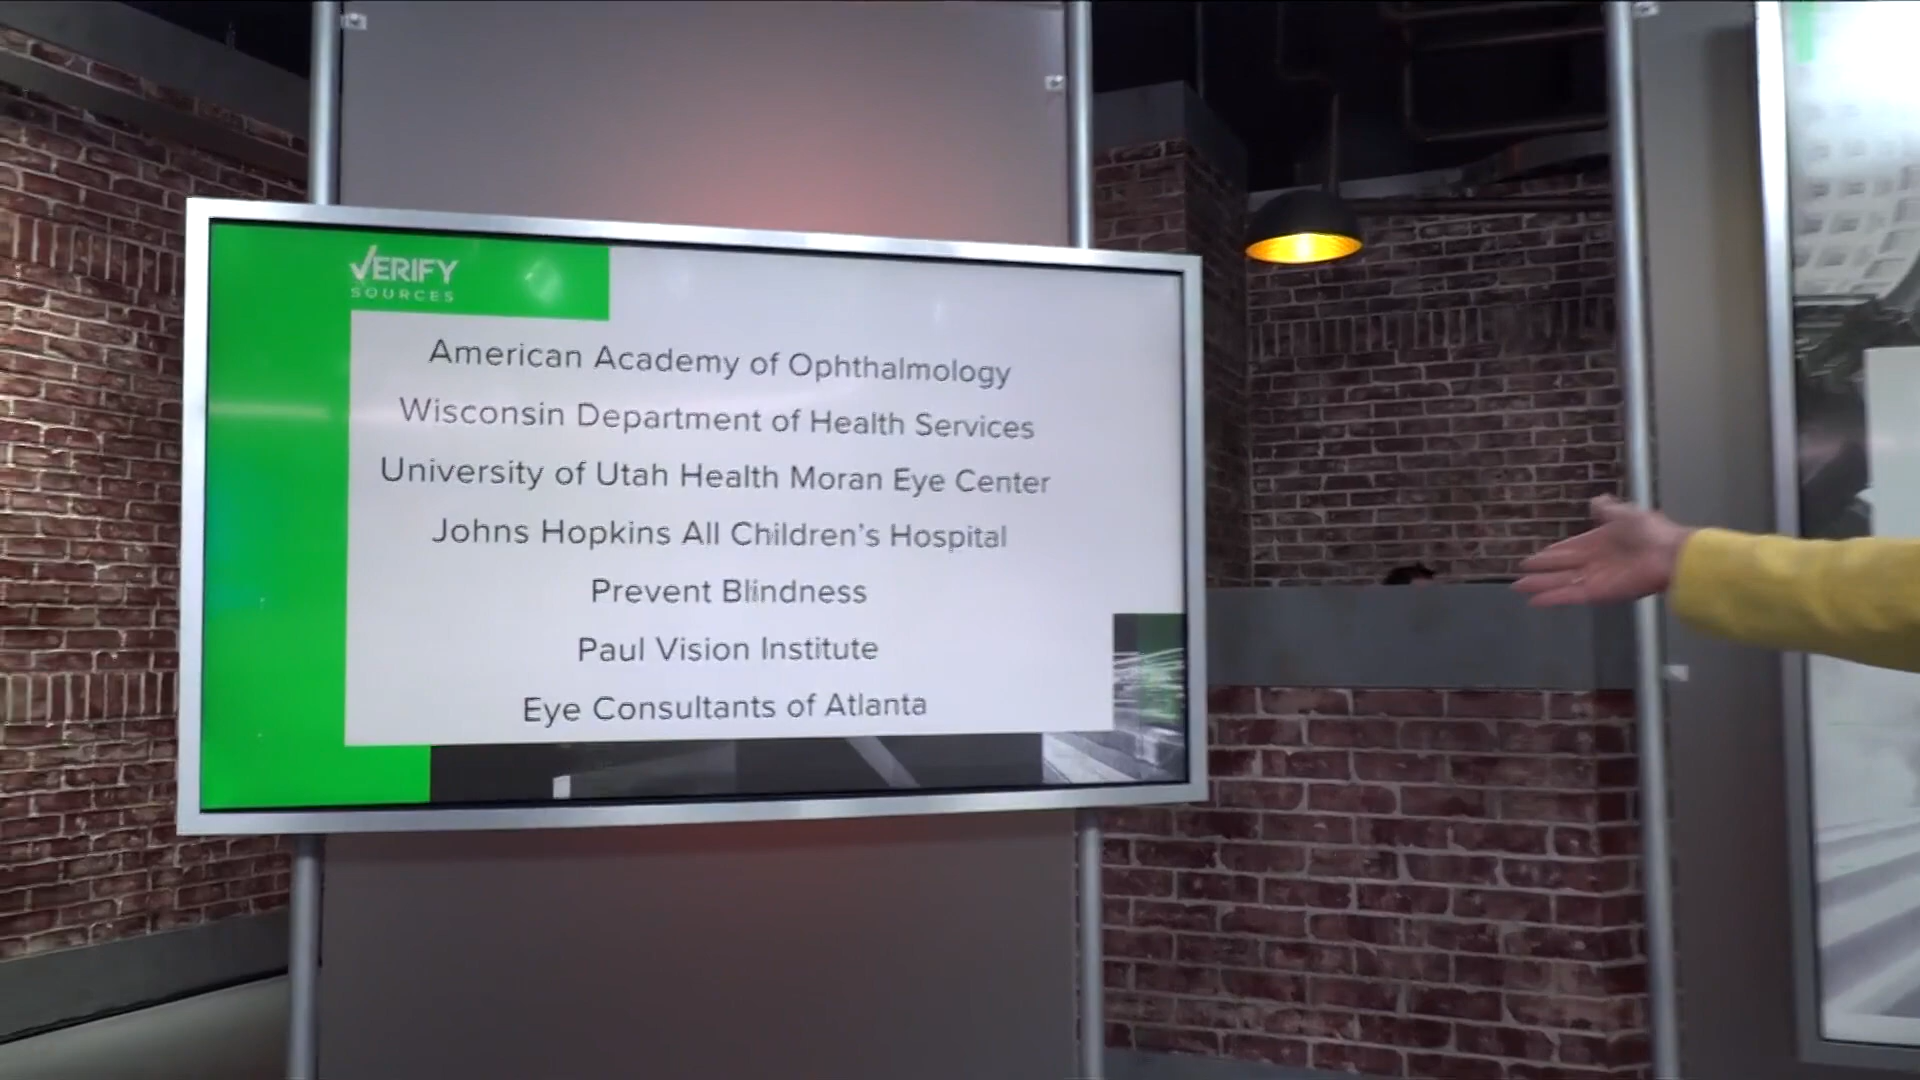 VERIFY
SOURCES
American Academy of Ophthalmology
Wisconsin Department of Health Services
University of Utah Health Moran Eye Center
Johns Hopkins All Children's Hospital
Prevent Blindness
Paul Vision Institute
Eye Consultants of Atlanta